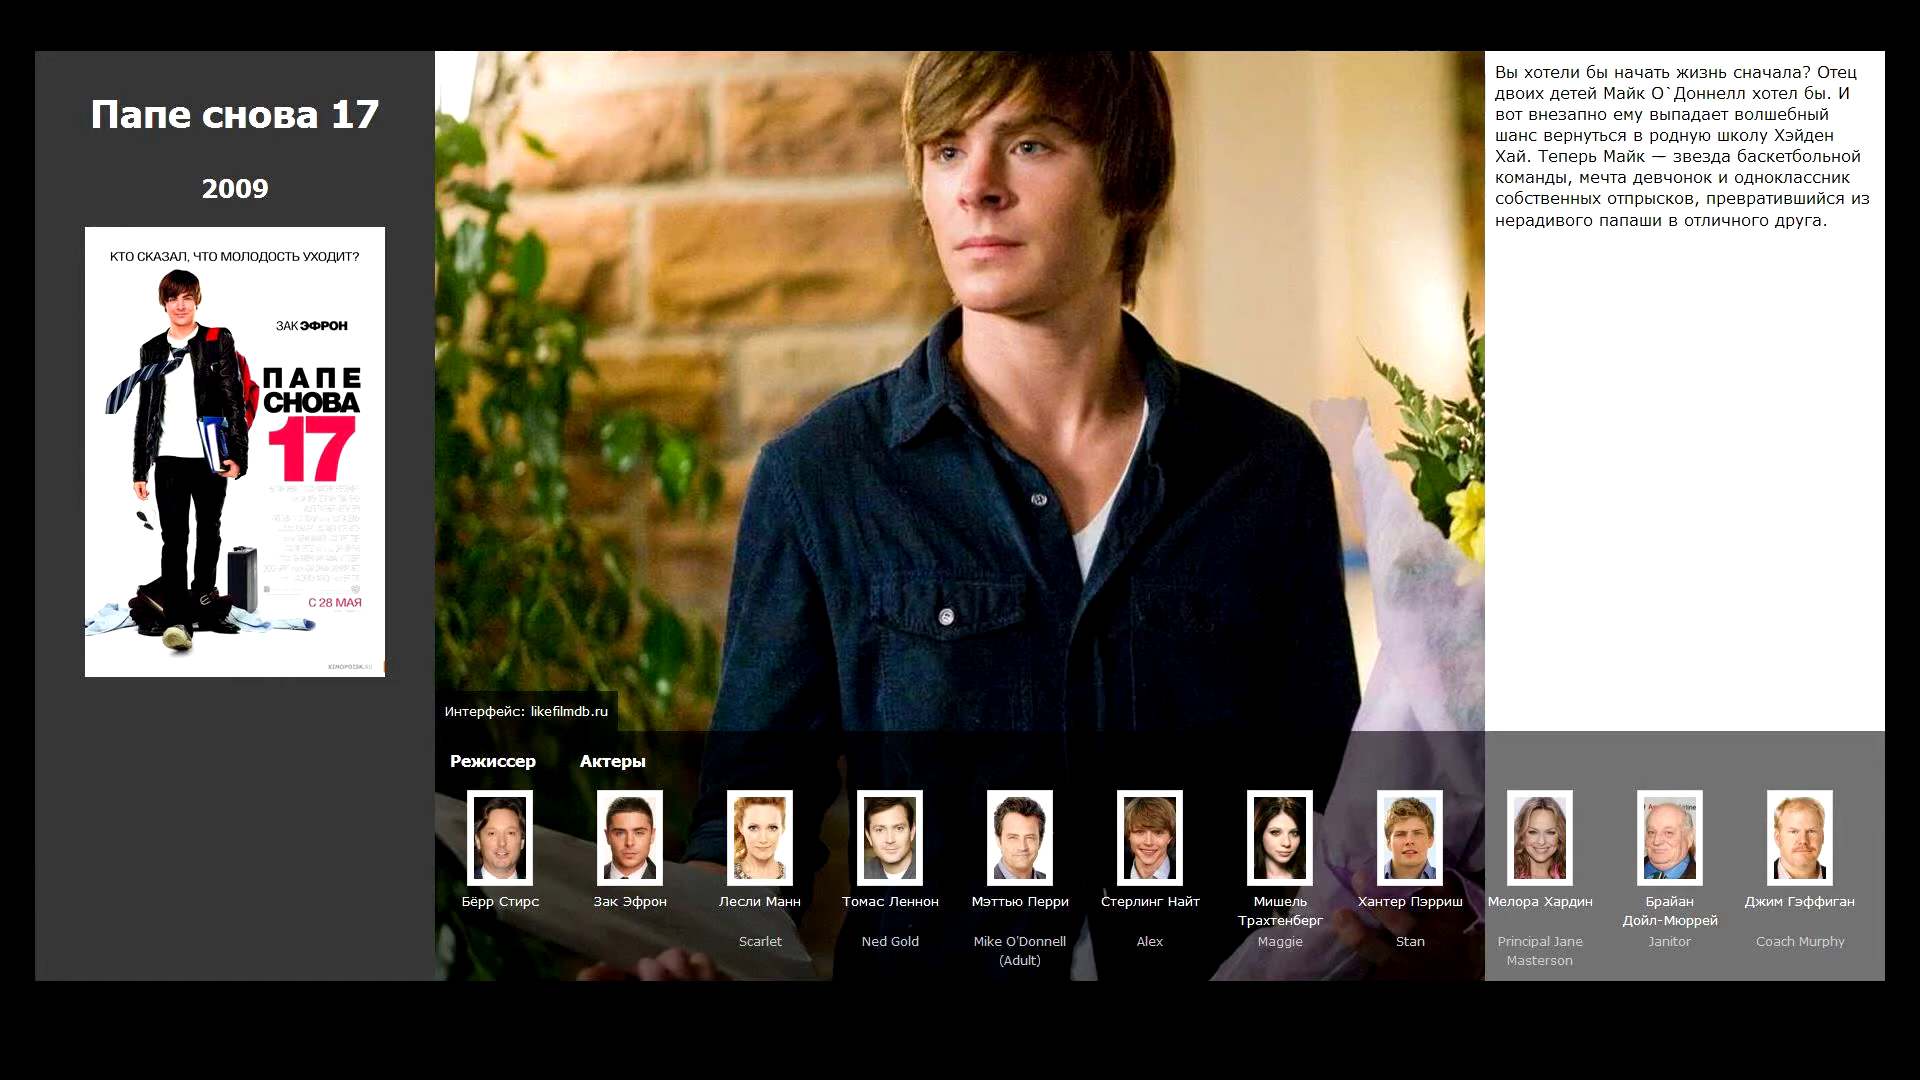 Папе снова 17
2009
КТО СКАЗАЛ, ЧТО МОЛОДОСТЬ УХОДИТ?
ЗАК ЭФРОН
ПАПЕ
СНОВА
17
С 28 МАЯ
KINOPOISK.RU
Вы хотели бы начать жизнь сначала? Отец
двоих детей Майк О`Доннелл хотел бы. И
вот внезапно ему выпадает волшебный
шанс вернуться в родную школу Хэйден
Хай. Теперь Майк — звезда баскетбольной
команды, мечта девчонок и одноклассник
собственных отпрысков, превратившийся из
нерадивого папаши в отличного друга.
Интерфейс: likefilmdb.ru
Режиссер
Актеры
Бёрр Стирс
Зак Эфрон
Лесли Манн
Scarlet
Томас Леннон
Ned Gold
Мэттью Перри
Mike O'Donnell
(Adult)
Стерлинг Найт
Alex
Мишель
Трахтенберг
Maggie
Хантер Пэрриш
Stan
Мелора Хардин
Principal Jane
Masterson
Брайан
Дойл-Мюррей
Janitor
Джим Гэффиган
Coach Murphy